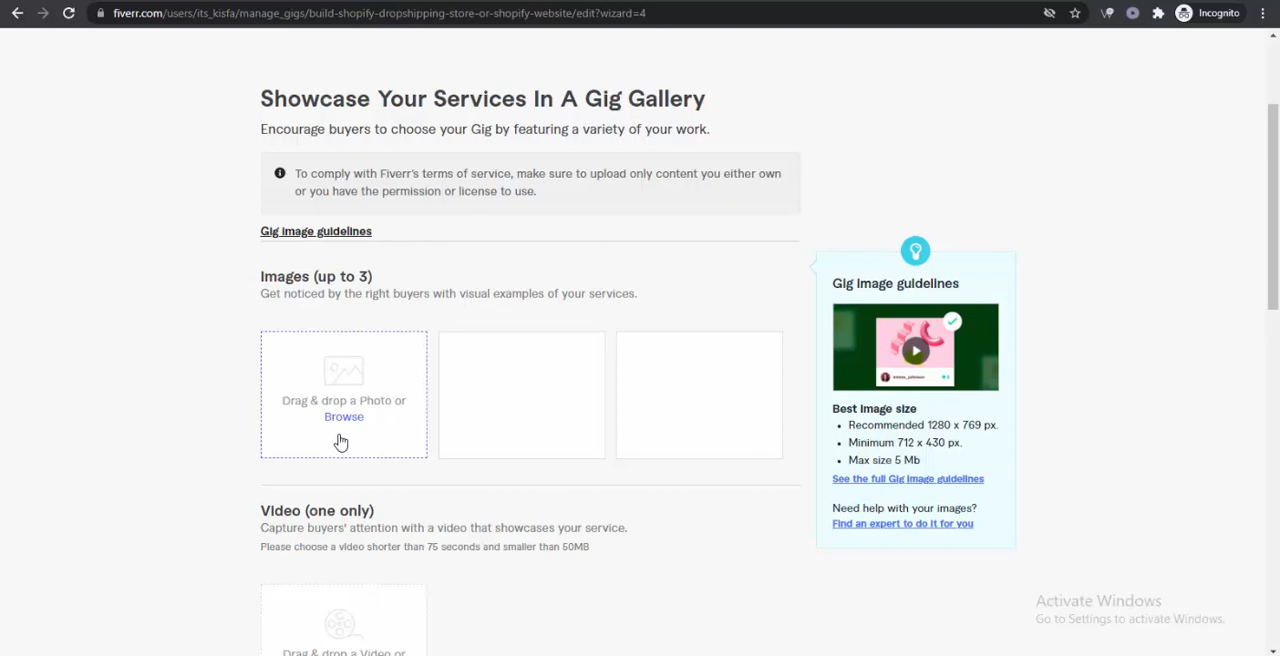 fiverr.com/users/its_kisfa/manage_gigs/build-shopify-dropshipping-store-or-shopify-website/edit?wizard=4
Incognito
Showcase Your Services In A Gig Gallery
Encourage buyers to choose your Gig by featuring a variety of your work.
To comply with Fiverr's terms of service, make sure to upload only content you either own
or you have the permission or license to use.
Gig image guidelines
Images (up to 3)
Get noticed by the right buyers with visual examples of your services.
Drag & drop a Photo or
Browse
Gig image guidelines
Best image size
Recommended 1280 x 769 px.
Minimum 712 x 430 px.
Max size 5 Mb
See the full Gig image guidelines
Need help with your images?
Find an expert to do it for you
Video (one only)
Capture buyers' attention with a video that showcases your service.
Please choose a video shorter than 75 seconds and smaller than 50MB
Drag & drop a Video or
Activate Windows
Go to Settings to activate Windows.